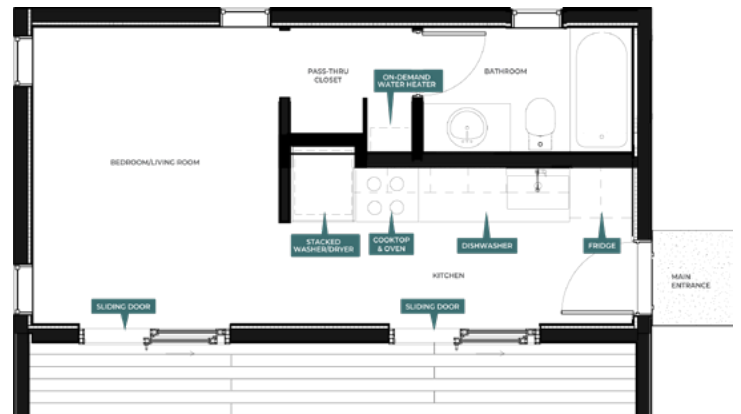 PASS-THRU
CLOSET
ON-DEMAND
WATER HEATER
BATHROOM
BEDROOM/LIVING ROOM
STACKED
WASHER/DRYER
COOKTOP
& OVEN
DISHWASHER
FRIDGE
KITCHEN
MAIN
ENTRANCE
SLIDING DOOR
SLIDING DOOR